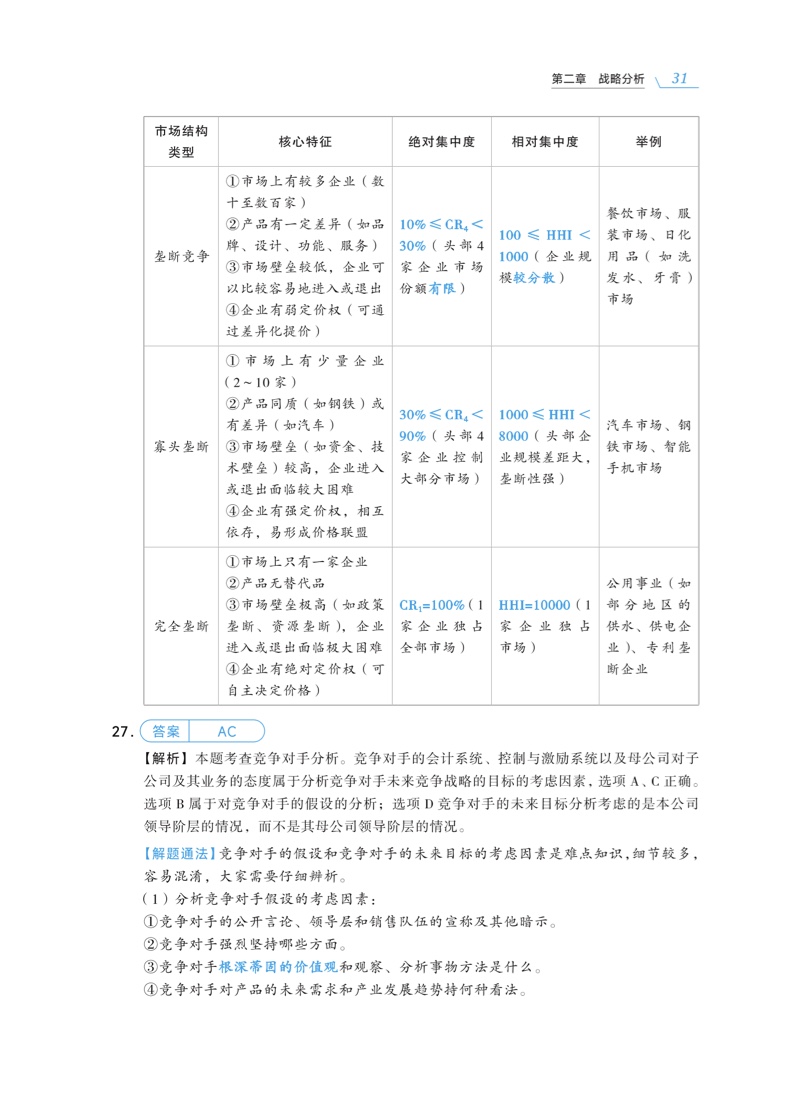 第二章 战略分析 31
市场结构
类型
核心特征
绝对集中度
相对集中度
举例
垄断竞争
①市场上有较多企业（数
十至数百家）
②产品有一定差异（如品
牌、设计、功能、服务）
③市场壁垒较低，企业可
以比较容易地进入或退出
④企业有弱定价权（可通
过差异化提价）
10%≤CR₄＜
30%（头部 4
家企业市场
份额有限）
100 ≤ HHI ＜
1000（企业规
模较分散）
餐饮市场、服
装市场、日化
用品（如洗
发水、牙膏）
市场
寡头垄断
①市场上有少量企业
（2~10 家）
②产品同质（如钢铁）或
有差异（如汽车）
③市场壁垒（如资金、技
术壁垒）较高，企业进入
或退出面临较大困难
④企业有强定价权，相互
依存，易形成价格联盟
30%≤CR₄＜
90%（头部 4
家企业控制
大部分市场）
1000≤HHI＜
8000（头部企
业规模差距大，
垄断性强）
汽车市场、钢
铁市场、智能
手机市场
完全垄断
①市场上只有一家企业
②产品无替代品
③市场壁垒极高（如政策
垄断、资源垄断），企业
进入或退出面临极大困难
④企业有绝对定价权（可
自主决定价格）
CR₁=100%（1
家企业独占
全部市场）
HHI=10000（1
家企业独占
市场）
公用事业（如
部分地区的
供水、供电企
业）、专利垄
断企业
27. 答案 AC
【解析】本题考查竞争对手分析。竞争对手的会计系统、控制与激励系统以及母公司对子
公司及其业务的态度属于分析竞争对手未来竞争战略的目标的考虑因素，选项 A、C 正确。
选项 B 属于对竞争对手的假设的分析；选项 D 竞争对手的未来目标分析考虑的是本公司
领导阶层的情况，而不是其母公司领导阶层的情况。
【解题通法】竞争对手的假设和竞争对手的未来目标的考虑因素是难点知识，细节较多，
容易混淆，大家需要仔细辨析。
（1）分析竞争对手假设的考虑因素：
①竞争对手的公开言论、领导层和销售队伍的宣称及其他暗示。
②竞争对手强烈坚持哪些方面。
③竞争对手根深蒂固的价值观和观察、分析事物方法是什么。
④竞争对手对产品的未来需求和产业发展趋势持何种看法。